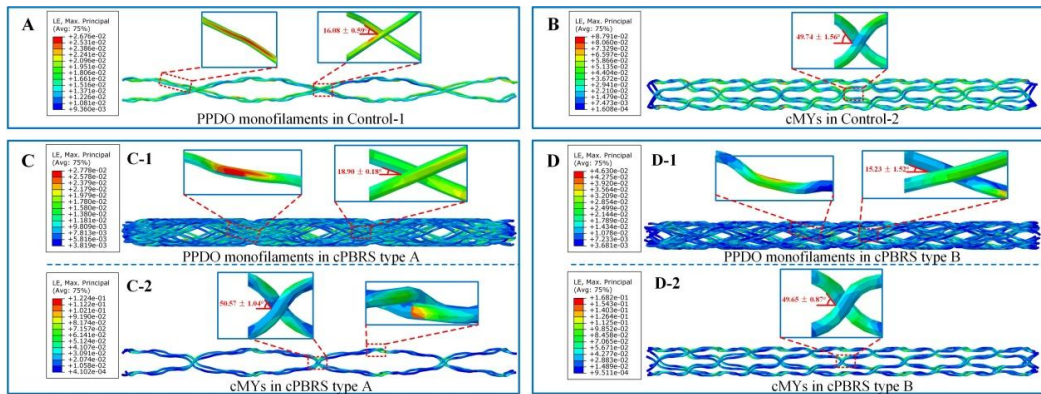 A
LE, Max. Principal
(Avg: 75%)
+2.676e-02
+2.531e-02
+2.386e-02
+2.241e-02
+2.096e-02
+1.951e-02
+1.806e-02
+1.661e-02
+1.516e-02
+1.371e-02
+1.226e-02
+1.081e-02
+9.360e-03
16.08 ± 0.59°
PPDO monofilaments in Control-1
B
LE, Max. Principal
(Avg: 75%)
+8.791e-02
+8.060e-02
+7.329e-02
+6.597e-02
+5.866e-02
+5.135e-02
+4.404e-02
+3.672e-02
+2.941e-02
+2.210e-02
+1.479e-02
+7.473e-03
+1.608e-04
49.74 ± 1.56°
cMYs in Control-2
C
C-1
LE, Max. Principal
(Avg: 75%)
+2.778e-02
+2.578e-02
+2.379e-02
+2.179e-02
+1.979e-02
+1.780e-02
+1.580e-02
+1.380e-02
+1.181e-02
+9.809e-03
+7.813e-03
+5.816e-03
+3.819e-03
18.90 ± 0.18°
PPDO monofilaments in cPBRS type A
C-2
LE, Max. Principal
(Avg: 75%)
+1.224e-01
+1.122e-01
+1.021e-01
+9.190e-02
+8.174e-02
+7.157e-02
+6.141e-02
+5.124e-02
+4.107e-02
+3.091e-02
+2.074e-02
+1.058e-02
+4.102e-04
50.57 ± 1.04°
cMYs in cPBRS type A
D
D-1
LE, Max. Principal
(Avg: 75%)
+4.630e-02
+4.275e-02
+3.920e-02
+3.564e-02
+3.209e-02
+2.854e-02
+2.499e-02
+2.144e-02
+1.789e-02
+1.434e-02
+1.078e-02
+7.233e-03
+3.681e-03
15.23 ± 1.52°
PPDO monofilaments in cPBRS type B
D-2
LE, Max. Principal
(Avg: 75%)
+1.682e-01
+1.543e-01
+1.403e-01
+1.264e-01
+1.125e-01
+9.852e-02
+8.458e-02
+7.065e-02
+5.671e-02
+4.277e-02
+2.883e-02
+1.489e-02
+9.511e-04
49.65 ± 0.87°
cMYs in cPBRS type B